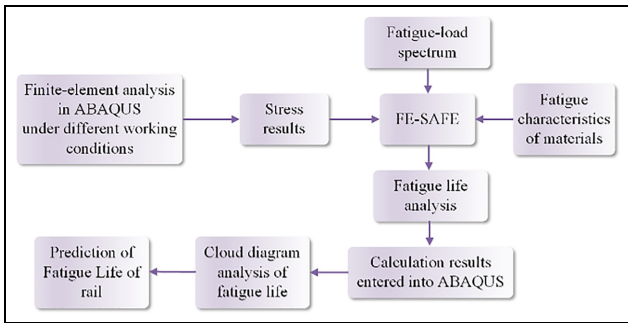 Fatigue-load
spectrum
Finite-element analysis
in ABAQUS
under different working
conditions
Stress
results
FE-SAFE
Fatigue
characteristics
of materials
Fatigue life
analysis
Prediction of
Fatigue Life of
rail
Cloud diagram
analysis of
fatigue life
Calculation results
entered into ABAQUS